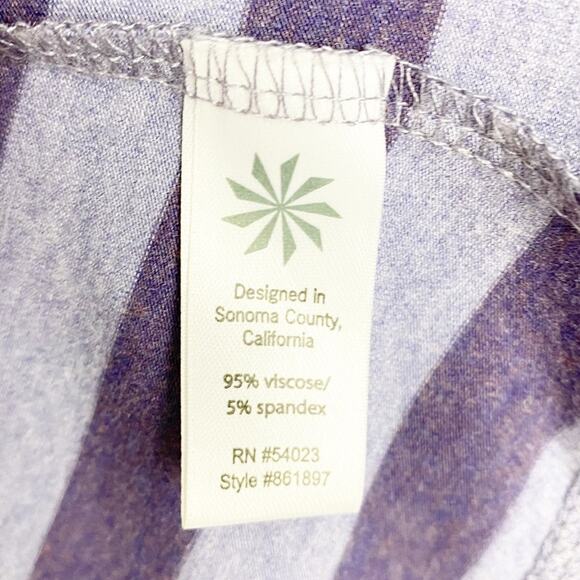 Designed in
Sonoma County,
California
95% viscose/
5% spandex
RN #54023
Style #861897